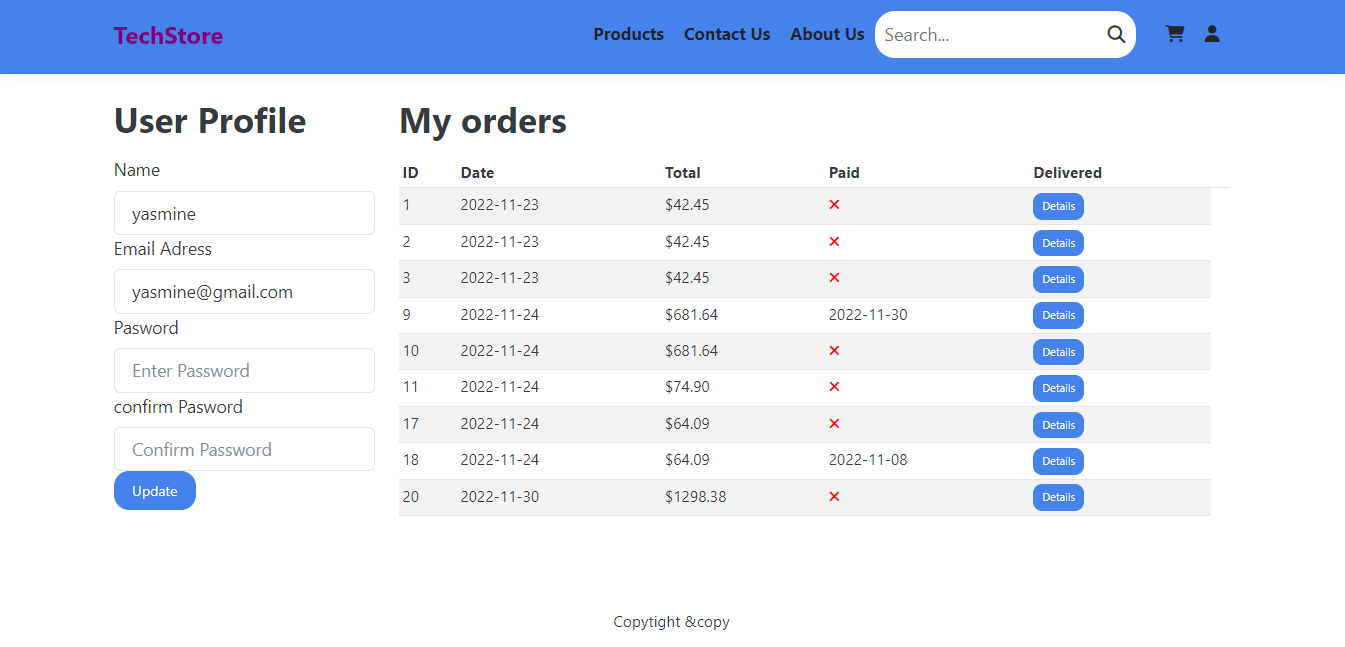 TechStore Products Contact Us About Us Search...
User Profile
Name
yasmine
Email Adress
yasmine@gmail.com
Pasword
Enter Password
confirm Pasword
Confirm Password
Update
My orders
ID Date Total Paid Delivered
1 2022-11-23 $42.45 ✕ Details
2 2022-11-23 $42.45 ✕ Details
3 2022-11-23 $42.45 ✕ Details
9 2022-11-24 $681.64 2022-11-30 Details
10 2022-11-24 $681.64 ✕ Details
11 2022-11-24 $74.90 ✕ Details
17 2022-11-24 $64.09 ✕ Details
18 2022-11-24 $64.09 2022-11-08 Details
20 2022-11-30 $1298.38 ✕ Details
Copytight &copy